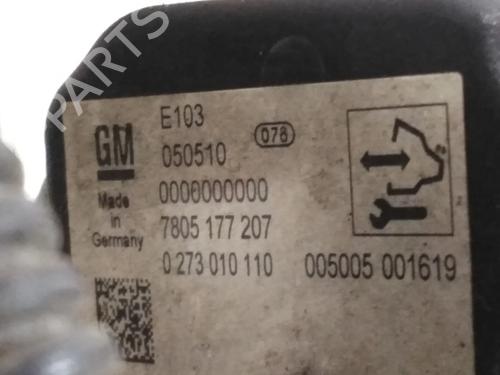 B-PARTS
E103
GM
050510
078
Made
in
Germany
0000000000
7805 177 207
0 273 010 110
005005 001619